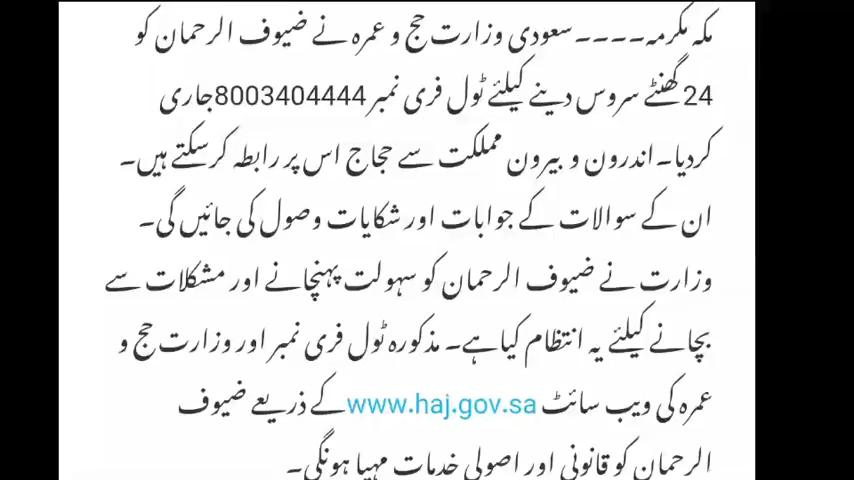 مکہ مکرمہ۔۔۔۔سعودی وزارت حج و عمرہ نے ضیوف الرحمان کو
24گھنٹے سروس دینے کیلئے ٹول فری نمبر 8003404444جاری
کردیا۔اندرون و بیرون مملکت سے حجاج اس پر رابطہ کرسکتے ہیں۔
ان کے سوالات کے جوابات اور شکایات وصول کی جائیں گی۔
وزارت نے ضیوف الرحمان کو سہولت پہنچانے اور مشکلات سے
بچانے کیلئے یہ انتظام کیا ہے۔ مذکورہ ٹول فری نمبر اور وزارت حج و
عمرہ کی ویب سائٹ www.haj.gov.saکے ذریعے ضیوف
الرحمان کو قانونی اور اصولی خدمات مہیا ہونگی۔